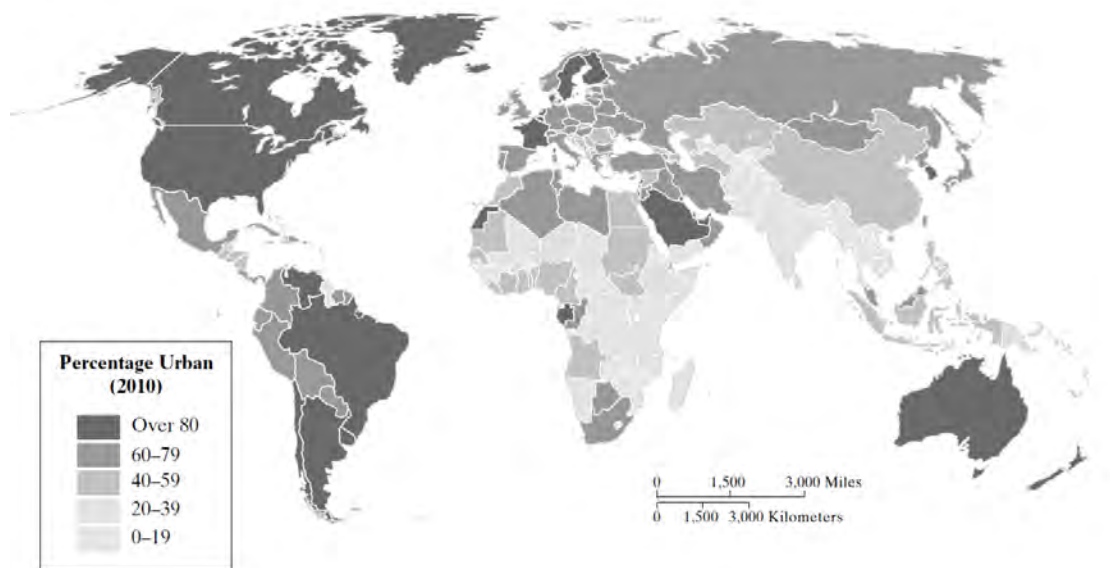 Percentage Urban
(2010)
Over 80
60–79
40–59
20–39
0–19
0 1,500 3,000 Miles
0 1,500 3,000 Kilometers